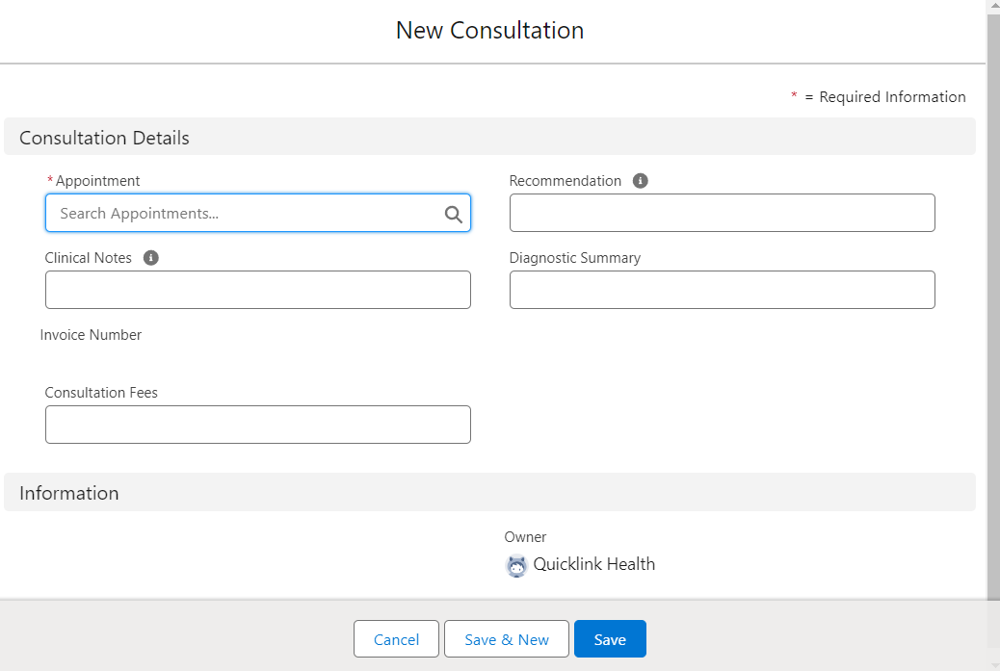 New Consultation
* = Required Information
Consultation Details
*Appointment
Search Appointments...
Recommendation
Clinical Notes
Diagnostic Summary
Invoice Number
Consultation Fees
Information
Owner
Quicklink Health
Cancel
Save & New
Save